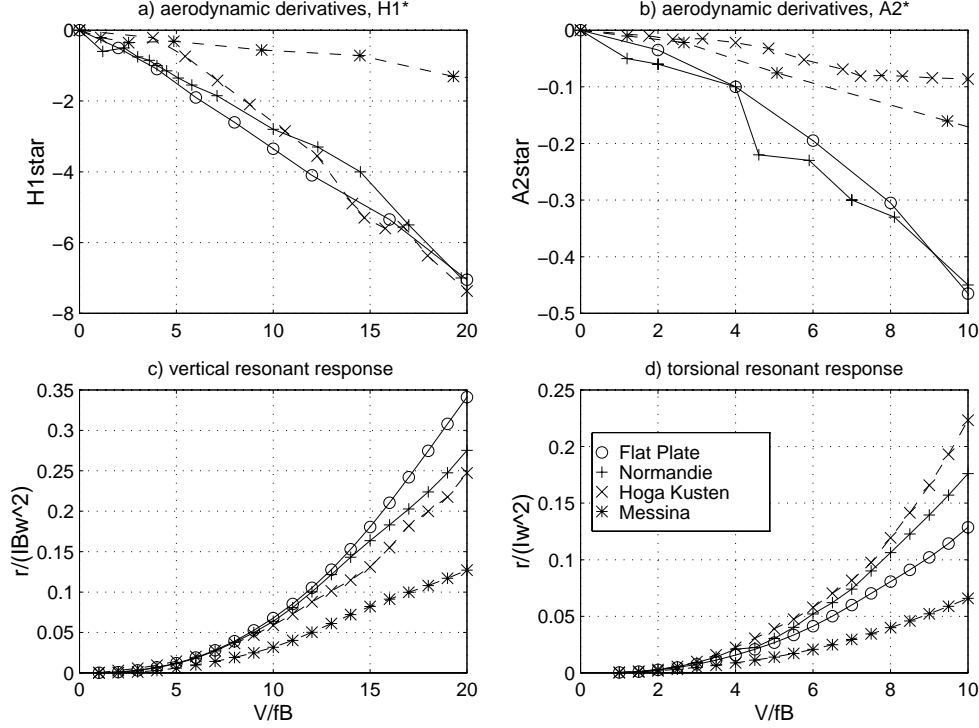 a) aerodynamic derivatives, H1*
0
−2
−4
−6
−8
H1star
0 5 10 15 20
b) aerodynamic derivatives, A2*
0
−0.1
−0.2
−0.3
−0.4
−0.5
A2star
0 2 4 6 8 10
c) vertical resonant response
0.35
0.3
0.25
0.2
0.15
0.1
0.05
0
r/(IBw^2)
0 5 10 15 20
V/fB
d) torsional resonant response
0.25
0.2
0.15
0.1
0.05
0
r/(Iw^2)
Flat Plate
Normandie
Hoga Kusten
Messina
0 2 4 6 8 10
V/fB